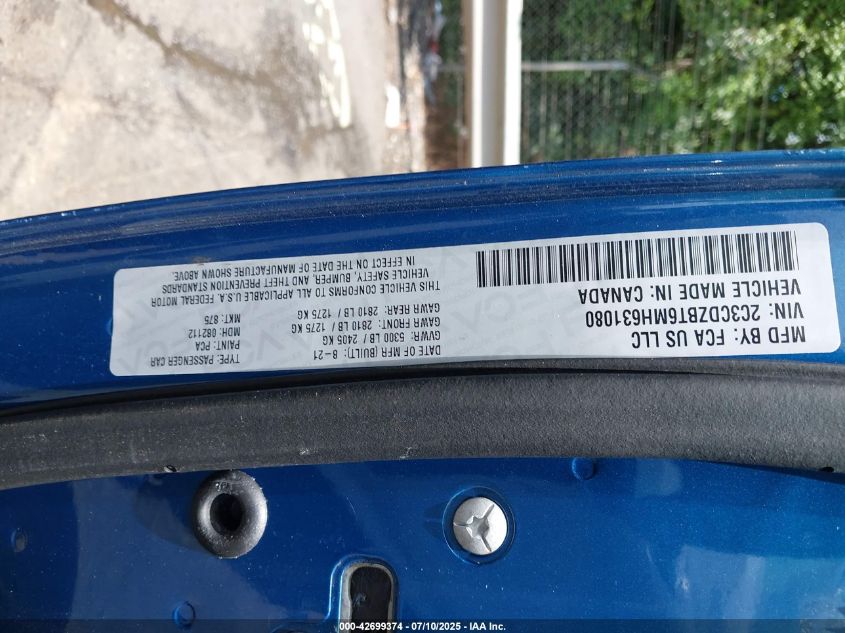 MFD BY: FCA US LLC
VIN: 2C3CDZBT6MH631080
VEHICLE MADE IN: CANADA
DATE OF MFR (BUILT): 8-21
GVWR: 5300 LB / 2405 KG
GAWR FRONT: 2810 LB / 1275 KG
GAWR REAR: 2810 LB / 1275 KG
THIS VEHICLE CONFORMS TO ALL APPLICABLE U.S.A. FEDERAL MOTOR
VEHICLE SAFETY, BUMPER, AND THEFT PREVENTION STANDARDS
IN EFFECT ON THE DATE OF MANUFACTURE SHOWN ABOVE.
TYPE: PASSENGER CAR
PAINT: PCA
MDH: 082112
MKT: 875
000-42699374 - 07/10/2025 - IAA Inc.